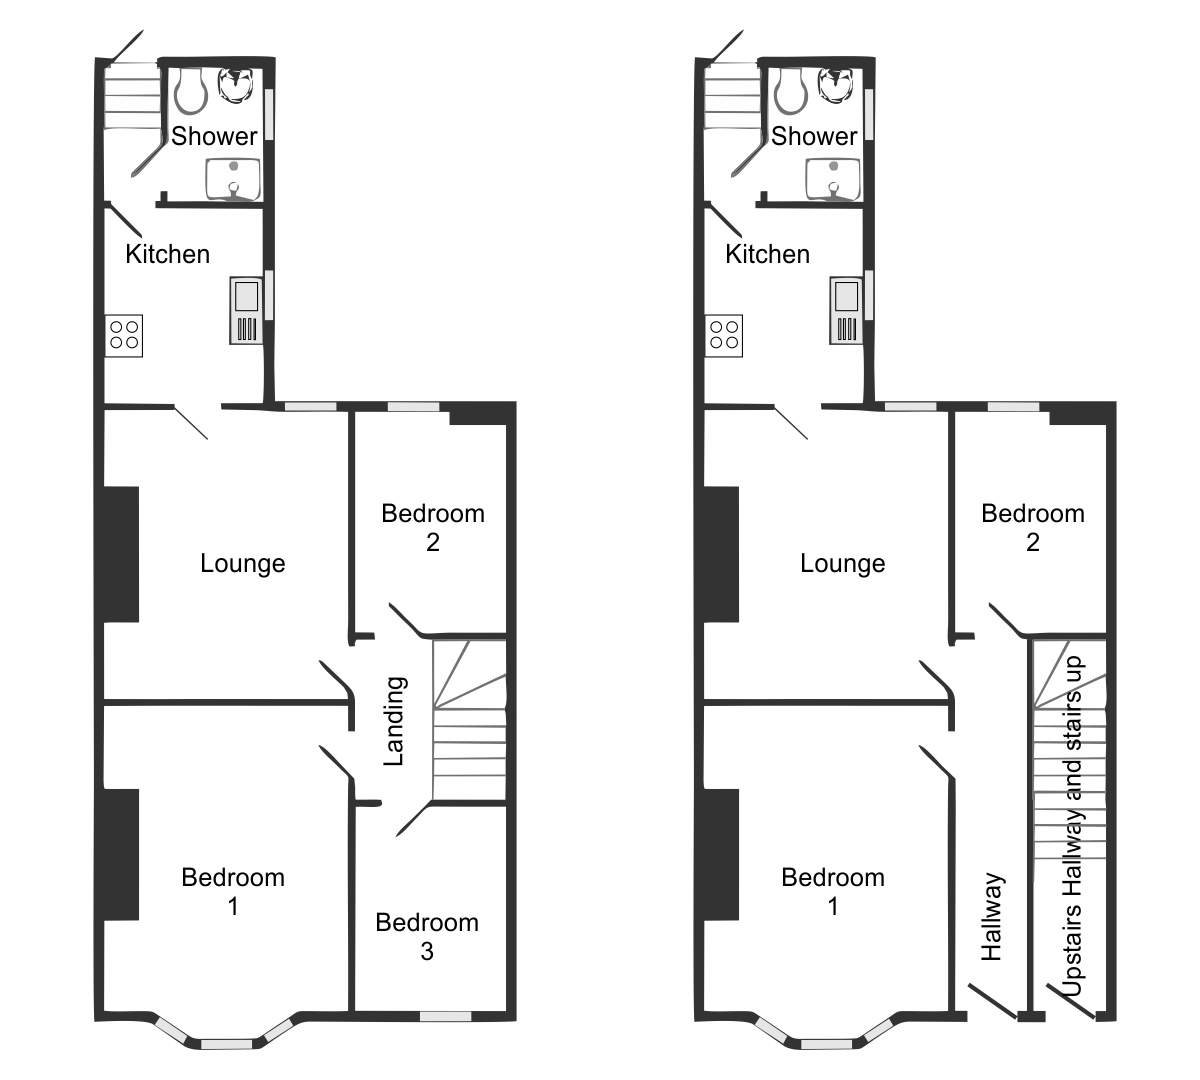 Shower
Kitchen
Lounge
Bedroom
2
Landing
Bedroom
1
Bedroom
3
Shower
Kitchen
Lounge
Bedroom
2
Bedroom
1
Hallway
Upstairs Hallway and stairs up